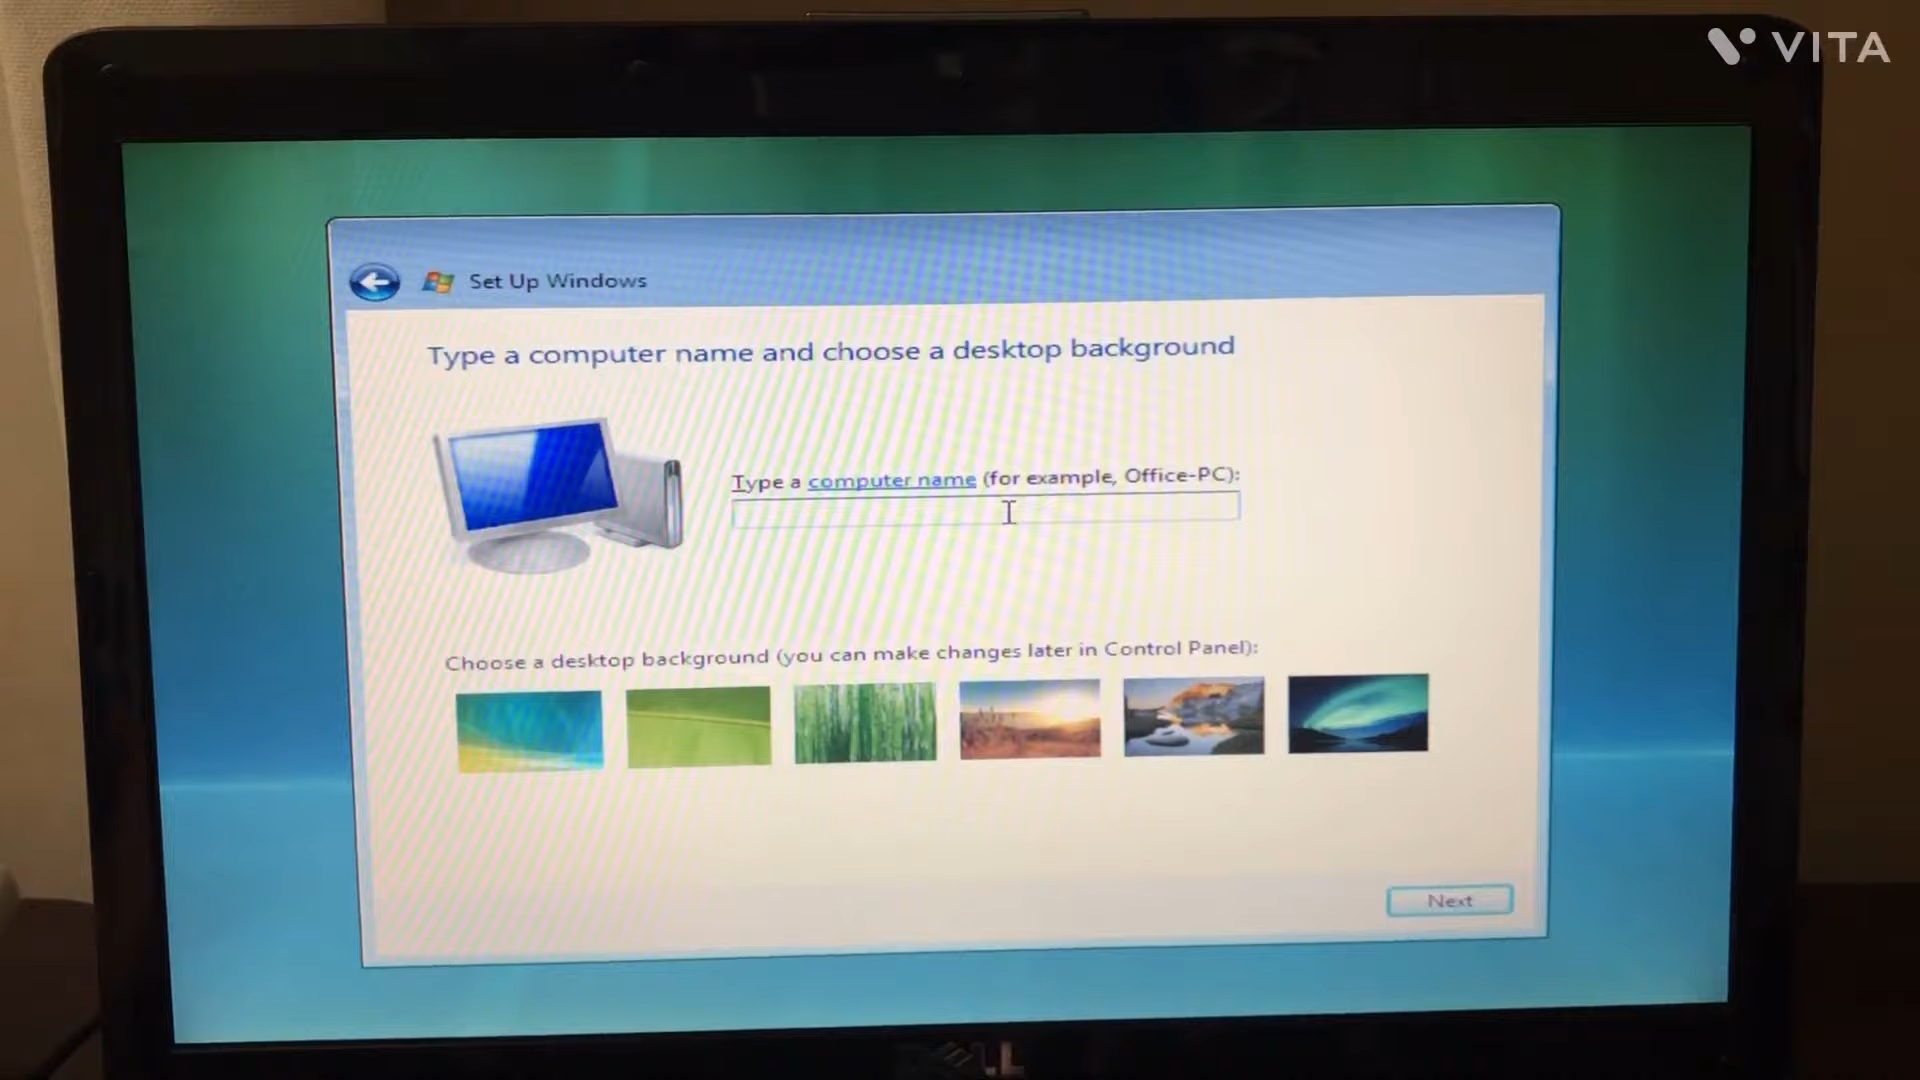 VITA
Set Up Windows
Type a computer name and choose a desktop background
Type a computer name (for example, Office-PC):
Choose a desktop background (you can make changes later in Control Panel):
Next
DELL